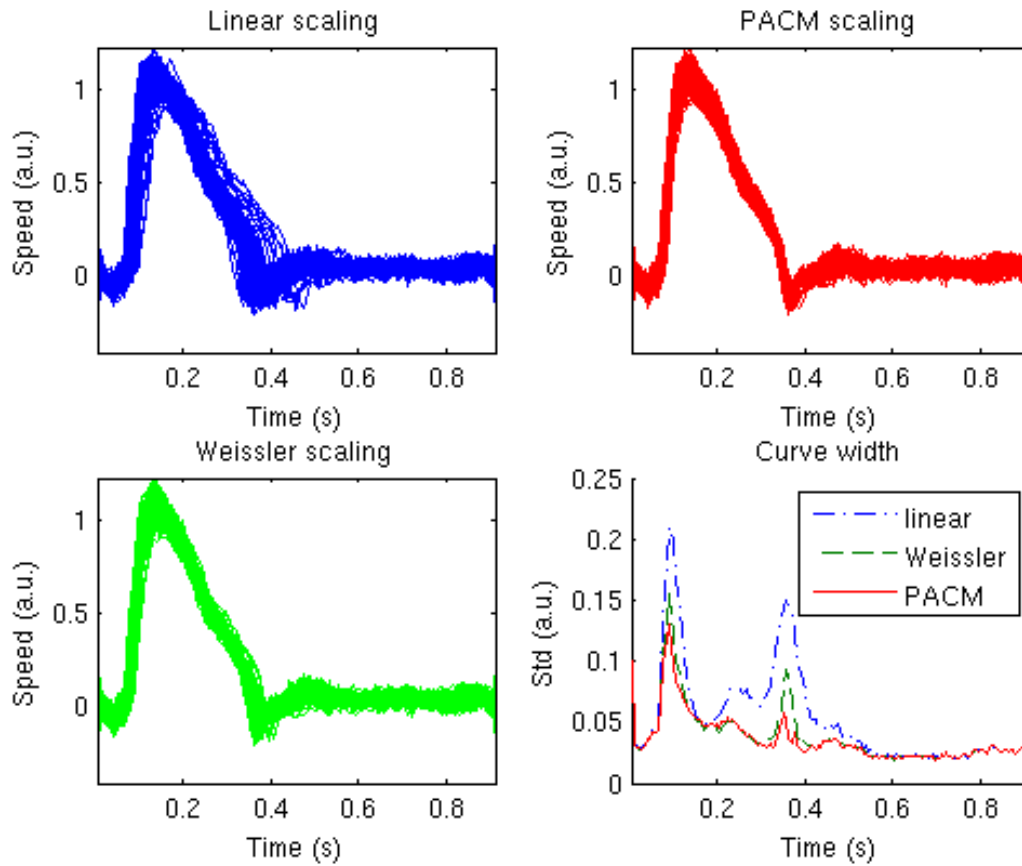 Linear scaling
PACM scaling
1
0.5
0
Speed (a.u.)
0.2 0.4 0.6 0.8
Time (s)
1
0.5
0
Speed (a.u.)
0.2 0.4 0.6 0.8
Time (s)
Weissler scaling
Curve width
1
0.5
0
Speed (a.u.)
0.2 0.4 0.6 0.8
Time (s)
0.25
0.2
0.15
0.1
0.05
0
Std (a.u.)
linear
Weissler
PACM
0.2 0.4 0.6 0.8
Time (s)